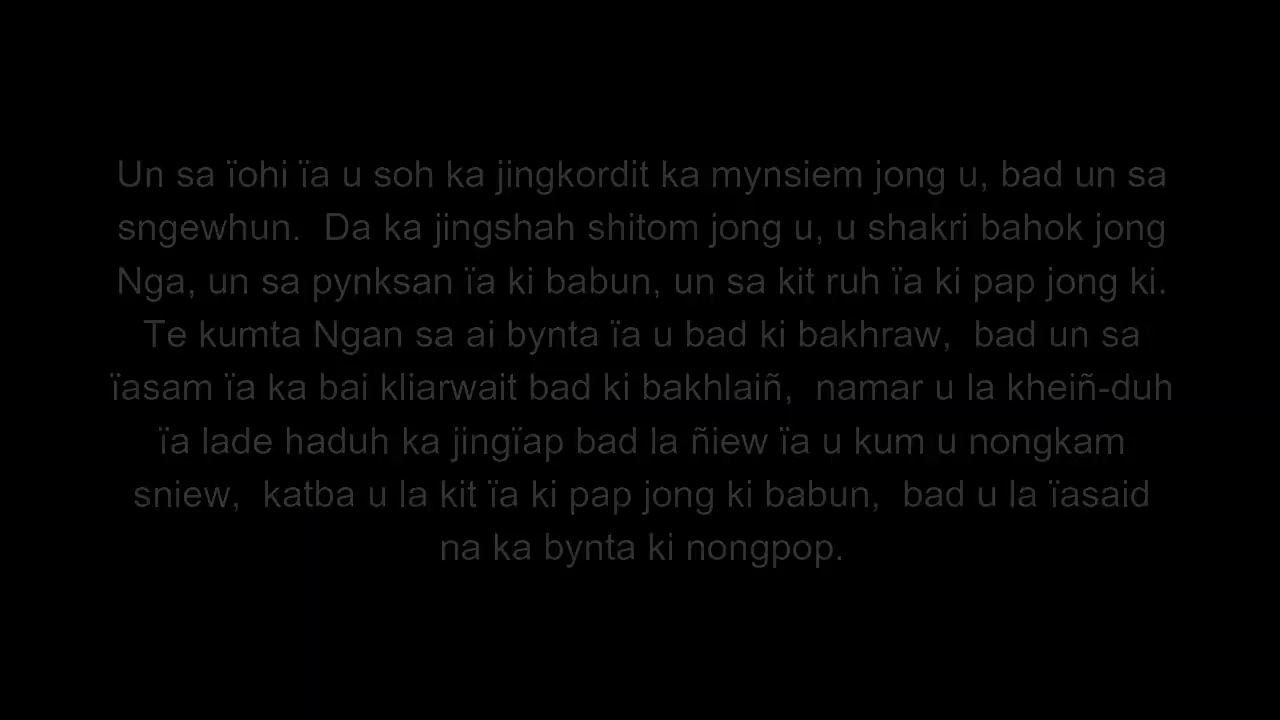 Un sa ïohi ïa u soh ka jingkordit ka mynsiem jong u, bad un sa
sngewhun.  Da ka jingshah shitom jong u, u shakri bahok jong
Nga, un sa pynksan ïa ki babun, un sa kit ruh ïa ki pap jong ki.
Te kumta Ngan sa ai bynta ïa u bad ki bakhraw,  bad un sa
ïasam ïa ka bai kliarwait bad ki bakhlaiñ,  namar u la kheiñ-duh
ïa lade haduh ka jingïap bad la ñiew ïa u kum u nongkam
sniew,  katba u la kit ïa ki pap jong ki babun,  bad u la ïasaid
na ka bynta ki nongpop.